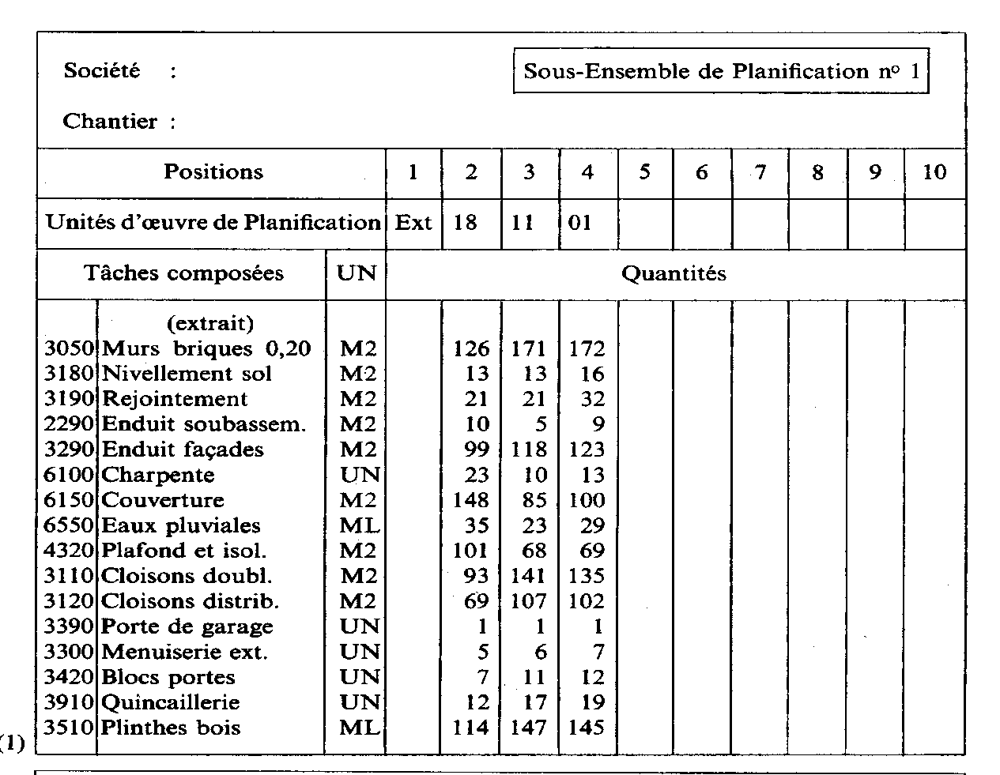 Société :
Sous-Ensemble de Planification nº 1
Chantier :
Positions 1 2 3 4 5 6 7 8 9 10
Unités d'œuvre de Planification Ext 18 11 01
Tâches composées UN Quantités
(extrait)
3050 Murs briques 0,20 M2 126 171 172
3180 Nivellement sol M2 13 13 16
3190 Rejointement M2 21 21 32
2290 Enduit soubassem. M2 10 5 9
3290 Enduit façades M2 99 118 123
6100 Charpente UN 23 10 13
6150 Couverture M2 148 85 100
6550 Eaux pluviales ML 35 23 29
4320 Plafond et isol. M2 101 68 69
3110 Cloisons doubl. M2 93 141 135
3120 Cloisons distrib. M2 69 107 102
3390 Porte de garage UN 1 1 1
3300 Menuiserie ext. UN 5 6 7
3420 Blocs portes UN 7 11 12
3910 Quincaillerie UN 12 17 19
3510 Plinthes bois ML 114 147 145
(1)